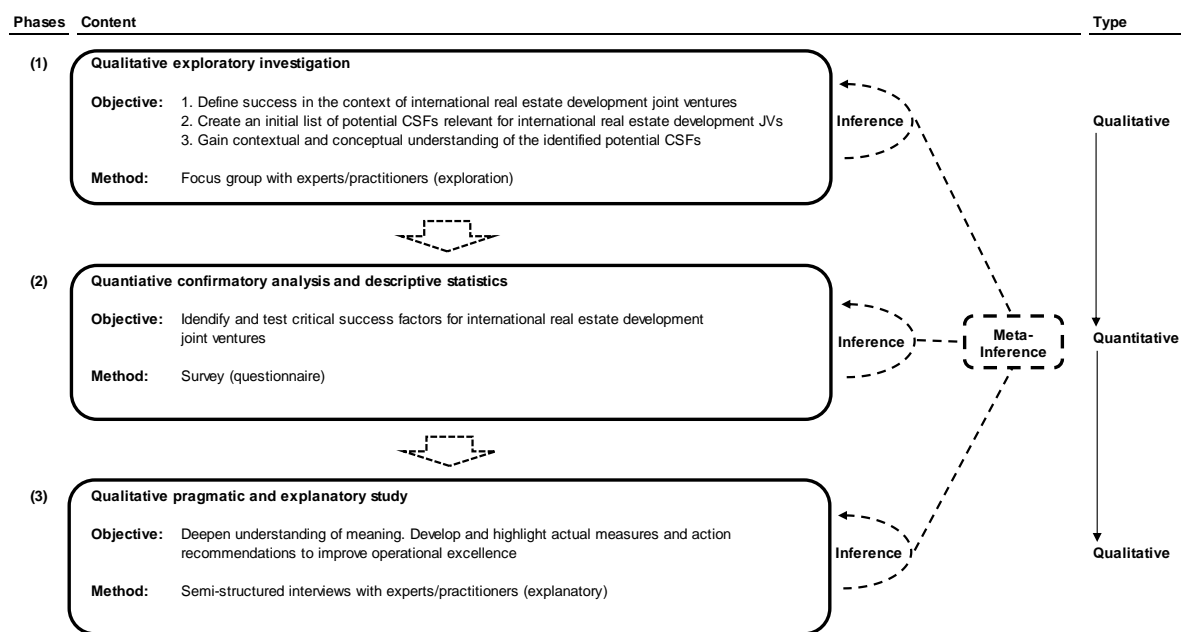 Phases Content Type
(1) Qualitative exploratory investigation
Objective: 1. Define success in the context of international real estate development joint ventures
2. Create an initial list of potential CSFs relevant for international real estate development JVs
3. Gain contextual and conceptual understanding of the identified potential CSFs
Inference
Qualitative
Method: Focus group with experts/practitioners (exploration)
(2) Quantiative confirmatory analysis and descriptive statistics
Objective: Idendify and test critical success factors for international real estate development
joint ventures
Inference
Meta-
Inference
Quantitative
Method: Survey (questionnaire)
(3) Qualitative pragmatic and explanatory study
Objective: Deepen understanding of meaning. Develop and highlight actual measures and action
recommendations to improve operational excellence
Inference
Qualitative
Method: Semi-structured interviews with experts/practitioners (explanatory)